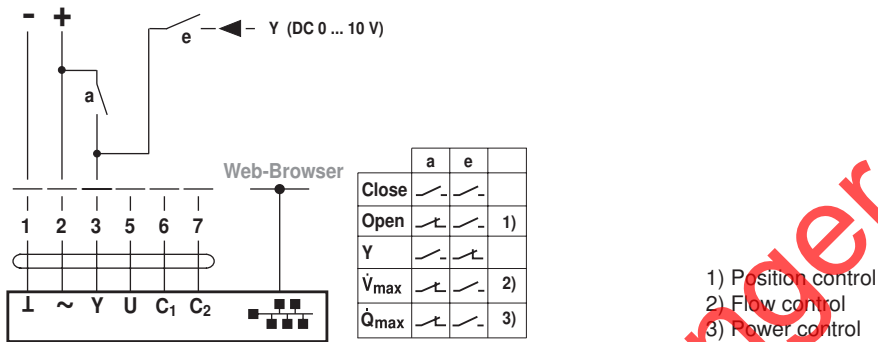 - +
e Y (DC 0 ... 10 V)
a
Web-Browser
1 2 3 5 6 7
⊥ ~ Y U C1 C2
a e
Close
Open 1)
Y
V̇max 2)
Q̇max 3)
1) Position control
2) Flow control
3) Power control
nger